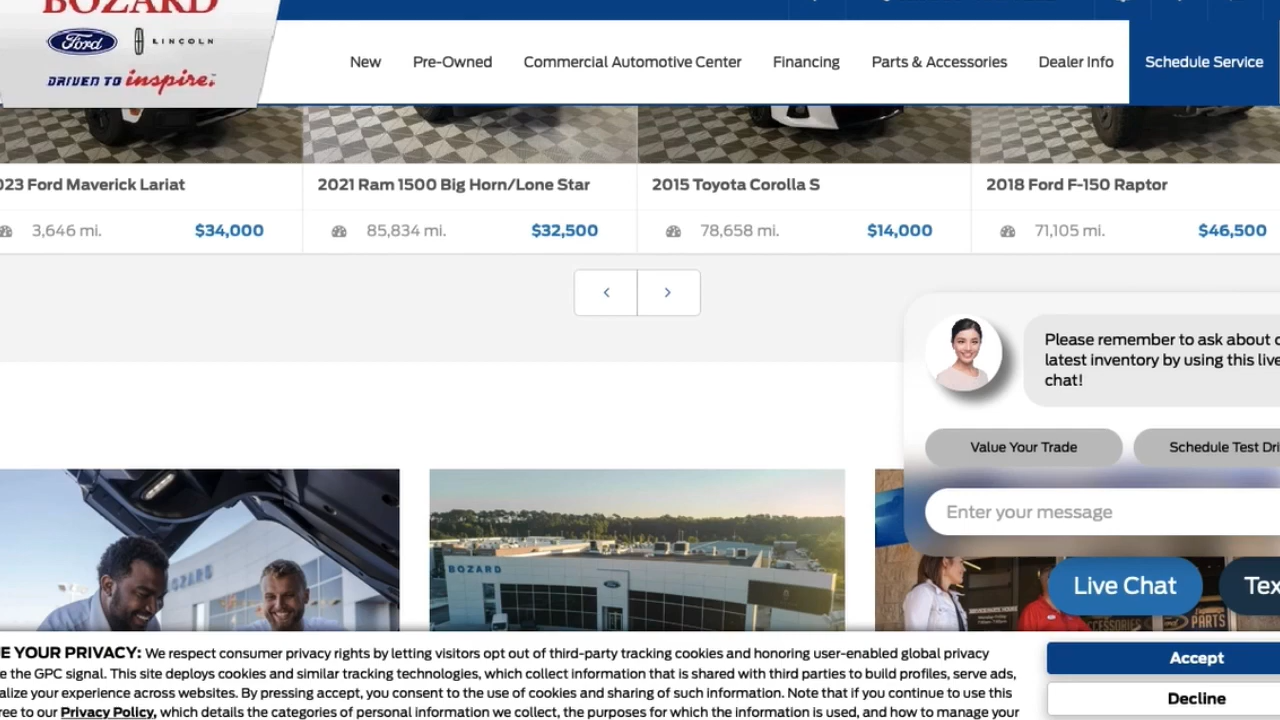 BOZARD
Ford LINCOLN
DRIVEN TO inspire.
New Pre-Owned Commercial Automotive Center Financing Parts & Accessories Dealer Info Schedule Service
023 Ford Maverick Lariat
3,646 mi. $34,000
2021 Ram 1500 Big Horn/Lone Star
85,834 mi. $32,500
2015 Toyota Corolla S
78,658 mi. $14,000
2018 Ford F-150 Raptor
71,105 mi. $46,500
Please remember to ask about o
latest inventory by using this live
chat!
Value Your Trade Schedule Test Dri
Enter your message
BOZARD
BOZARD
Ford
PARTS
Live Chat Tex
E YOUR PRIVACY: We respect consumer privacy rights by letting visitors opt out of third-party tracking cookies and honoring user-enabled global privacy
e the GPC signal. This site deploys cookies and similar tracking technologies, which collect information that is shared with third parties to build profiles, serve ads,
alize your experience across websites. By pressing accept, you consent to the use of cookies and sharing of such information. Note that if you continue to use this
ree to our Privacy Policy, which details the categories of personal information we collect, the purposes for which the information is used, and how to manage your
Accept
Decline